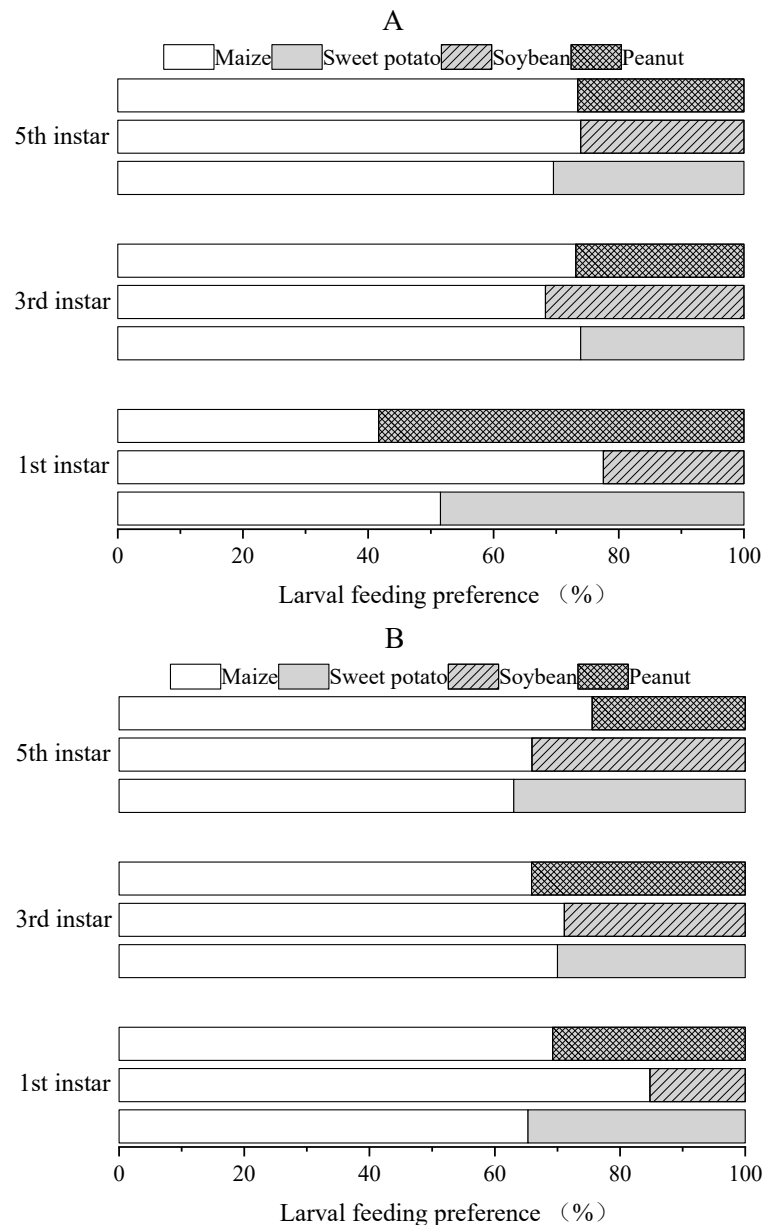 A
Maize Sweet potato Soybean Peanut
5th instar
3rd instar
1st instar
0 20 40 60 80 100
Larval feeding preference （%）
B
Maize Sweet potato Soybean Peanut
5th instar
3rd instar
1st instar
0 20 40 60 80 100
Larval feeding preference （%）